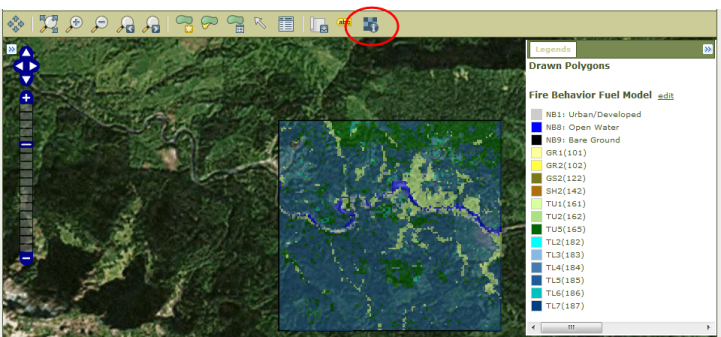 abc
Legends
Drawn Polygons
Fire Behavior Fuel Model edit
NB1: Urban/Developed
NB8: Open Water
NB9: Bare Ground
GR1(101)
GR2(102)
GS2(122)
SH2(142)
TU1(161)
TU2(162)
TU5(165)
TL2(182)
TL3(183)
TL4(184)
TL5(185)
TL6(186)
TL7(187)